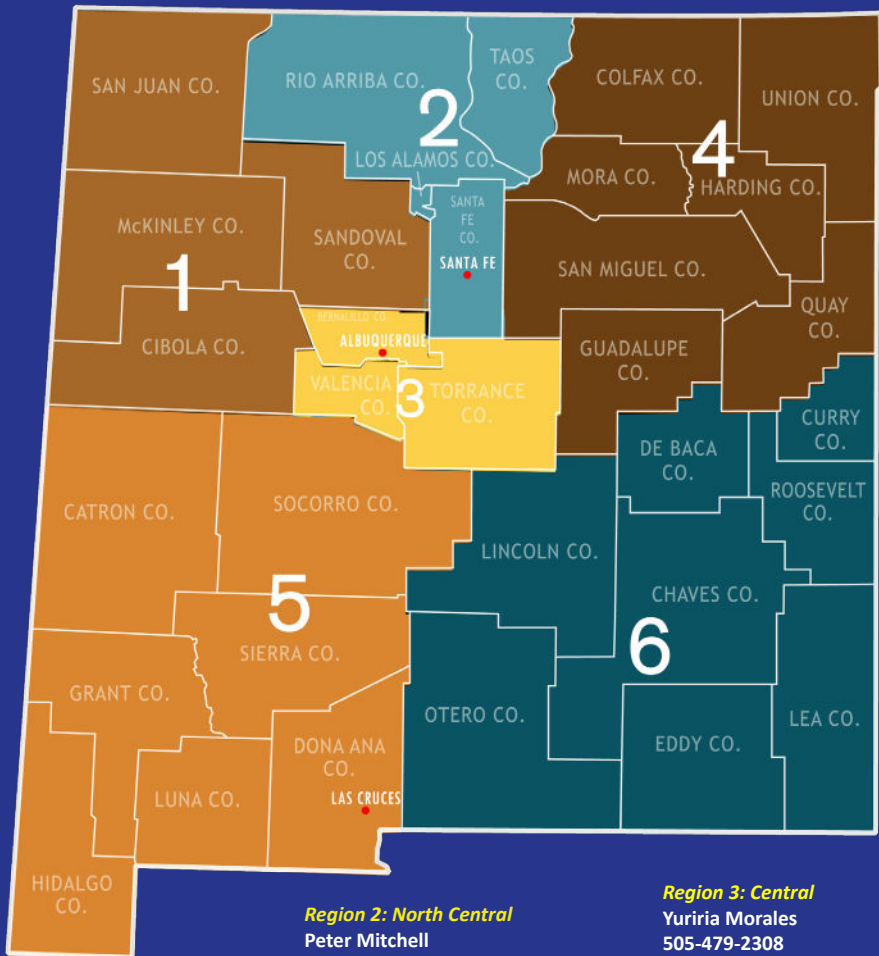 SAN JUAN CO.
RIO ARRIBA CO.
TAOS
CO.
COLFAX CO.
UNION CO.
2
4
LOS ALAMOS CO.
MORA CO.
HARDING CO.
McKINLEY CO.
SANDOVAL
CO.
SANTA
FE
CO.
SANTA FE
SAN MIGUEL CO.
1
QUAY
CO.
BERNALILLO CO.
ALBUQUERQUE
CIBOLA CO.
GUADALUPE
CO.
VALENCIA
CO.
3
TORRANCE
CO.
CURRY
CO.
DE BACA
CO.
ROOSEVELT
CO.
CATRON CO.
SOCORRO CO.
LINCOLN CO.
5
CHAVES CO.
6
SIERRA CO.
GRANT CO.
OTERO CO.
LEA CO.
EDDY CO.
DONA ANA
CO.
LUNA CO.
LAS CRUCES
HIDALGO
CO.
Region 2: North Central
Peter Mitchell
Region 3: Central
Yuriria Morales
505-479-2308